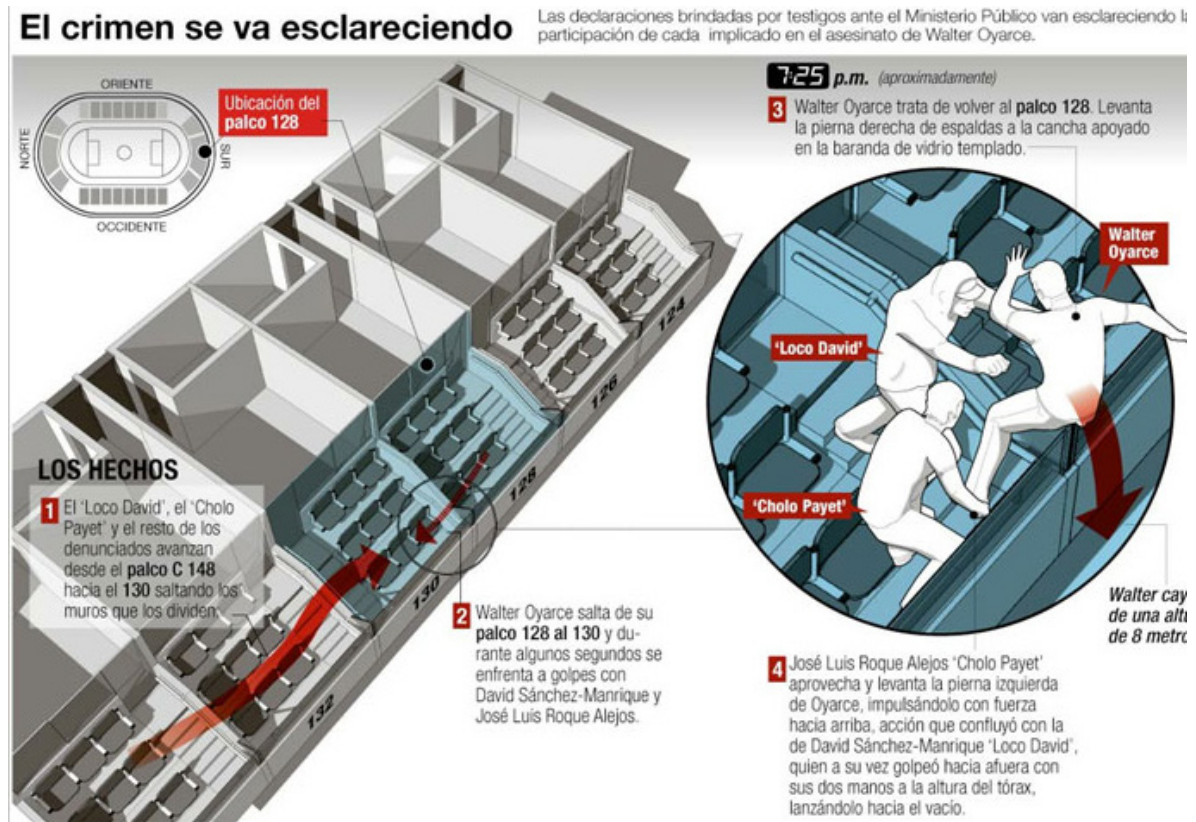 El crimen se va esclareciendo
Las declaraciones brindadas por testigos ante el Ministerio Público van esclareciendo
participación de cada implicado en el asesinato de Walter Oyarce.
ORIENTE
NORTE
SUR
OCCIDENTE
Ubicación del
palco 128
LOS HECHOS
1 El 'Loco David', el 'Cholo
Payet' y el resto de los
denunciados avanzan
desde el palco C 148
hacia el 130 saltando los
muros que los dividen.
124
126
128
130
132
2 Walter Oyarce salta de su
palco 128 al 130 y du-
rante algunos segundos se
enfrenta a golpes con
David Sánchez-Manrique y
José Luis Roque Alejos.
7:25 p.m. (aproximadamente)
3 Walter Oyarce trata de volver al palco 128. Levanta
la pierna derecha de espaldas a la cancha apoyado
en la baranda de vidrio templado.
Walter
Oyarce
'Loco David'
'Cholo Payet'
Walter
de una
de 8
4 José Luis Roque Alejos 'Cholo Payet'
aprovecha y levanta la pierna izquierda
de Oyarce, impulsándolo con fuerza
hacia arriba, acción que confluyó con la
de David Sánchez-Manrique 'Loco David',
quien a su vez golpeó hacia afuera con
sus dos manos a la altura del tórax,
lanzándolo hacia el vacío.